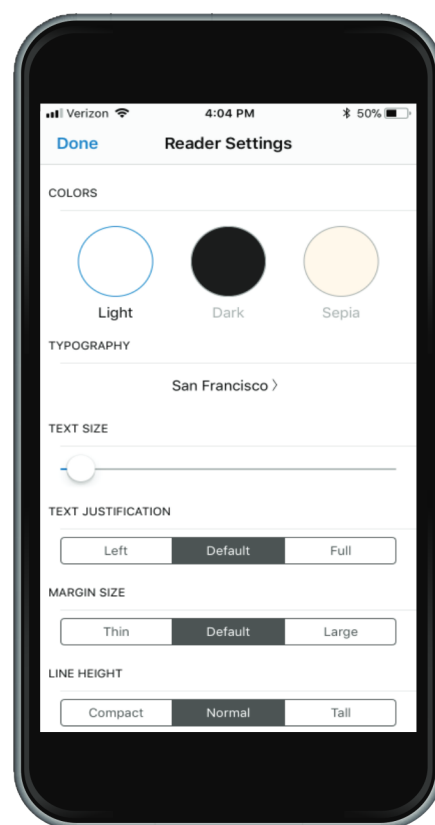 Verizon 4:04 PM 50%
Done Reader Settings
COLORS
Light Dark Sepia
TYPOGRAPHY
San Francisco 〉
TEXT SIZE
TEXT JUSTIFICATION
Left Default Full
MARGIN SIZE
Thin Default Large
LINE HEIGHT
Compact Normal Tall